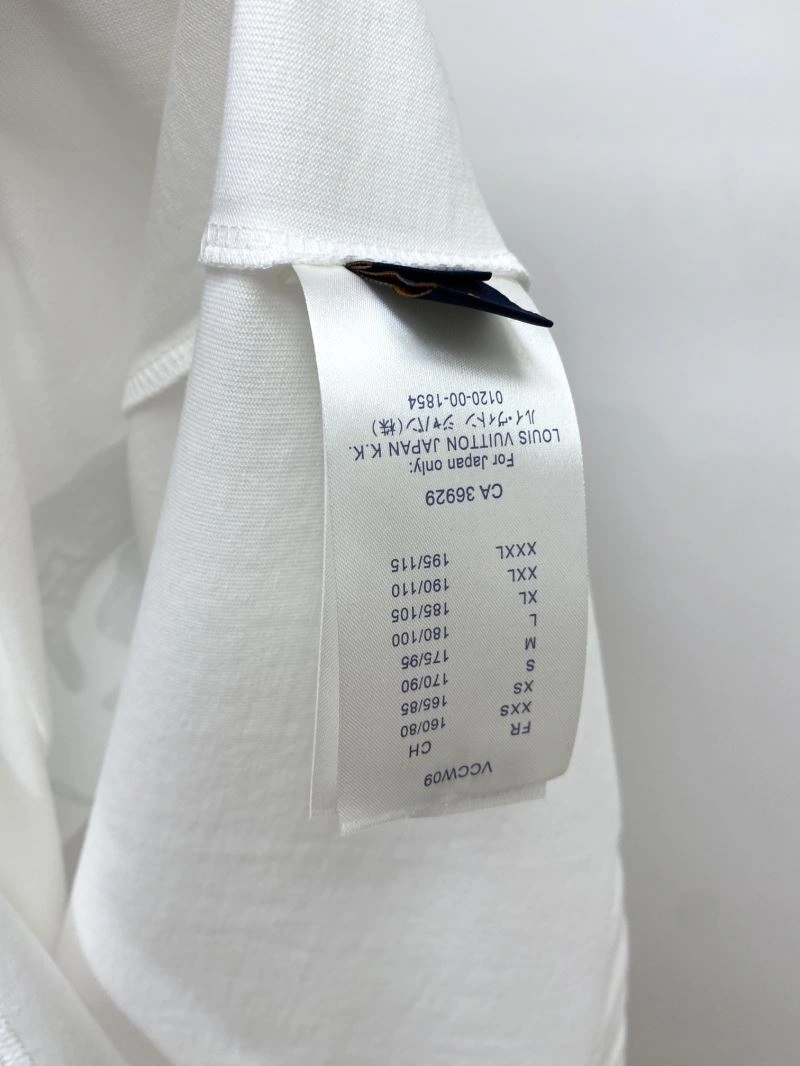 VCCW09
FR CH
XXS 160/80
XS 165/85
S 170/90
M 175/95
L 180/100
XL 185/105
XXL 190/110
XXXL 195/115
CA 36929
For Japan only:
LOUIS VUITTON JAPAN K.K.
ルイ・ヴィトン ジャパン(株)
0120-00-1854